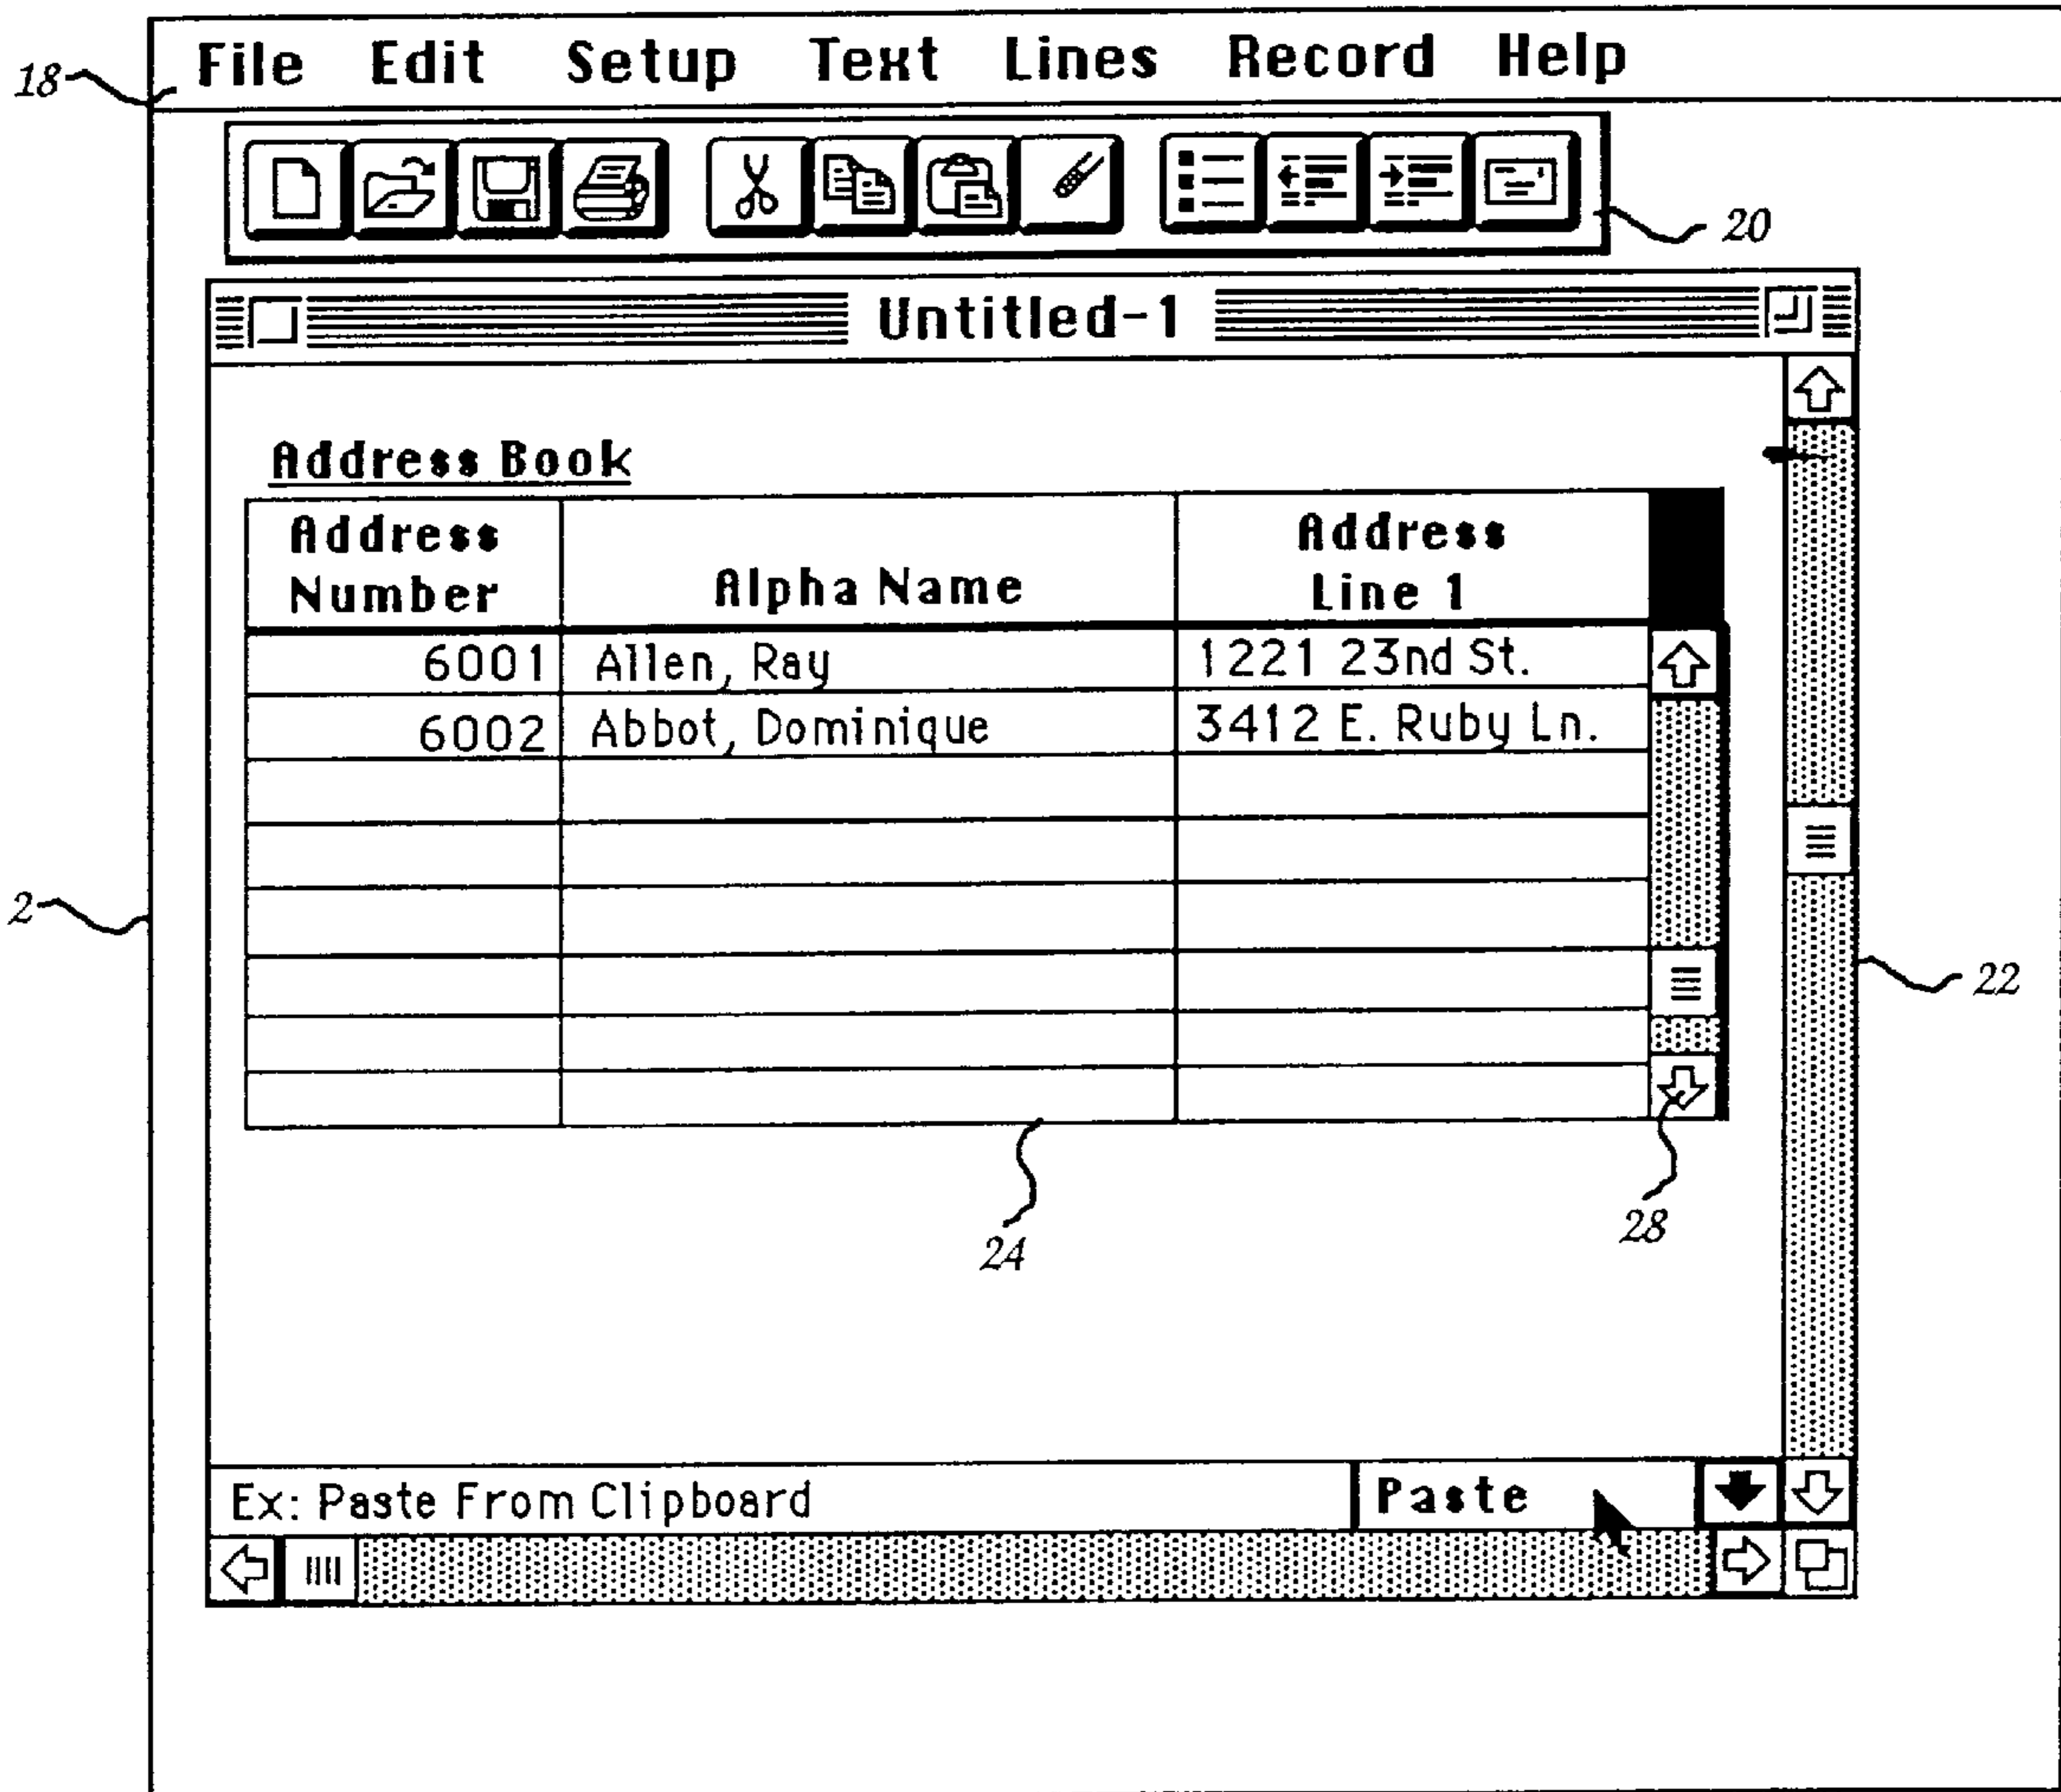 File Edit Setup Text Lines Record Help
18
20
Untitled-1
Address Book
Address Number Alpha Name Address Line 1
6001 Allen, Ray 1221 23nd St.
6002 Abbot, Dominique 3412 E. Ruby Ln.
2
22
24
28
Ex: Paste From Clipboard Paste